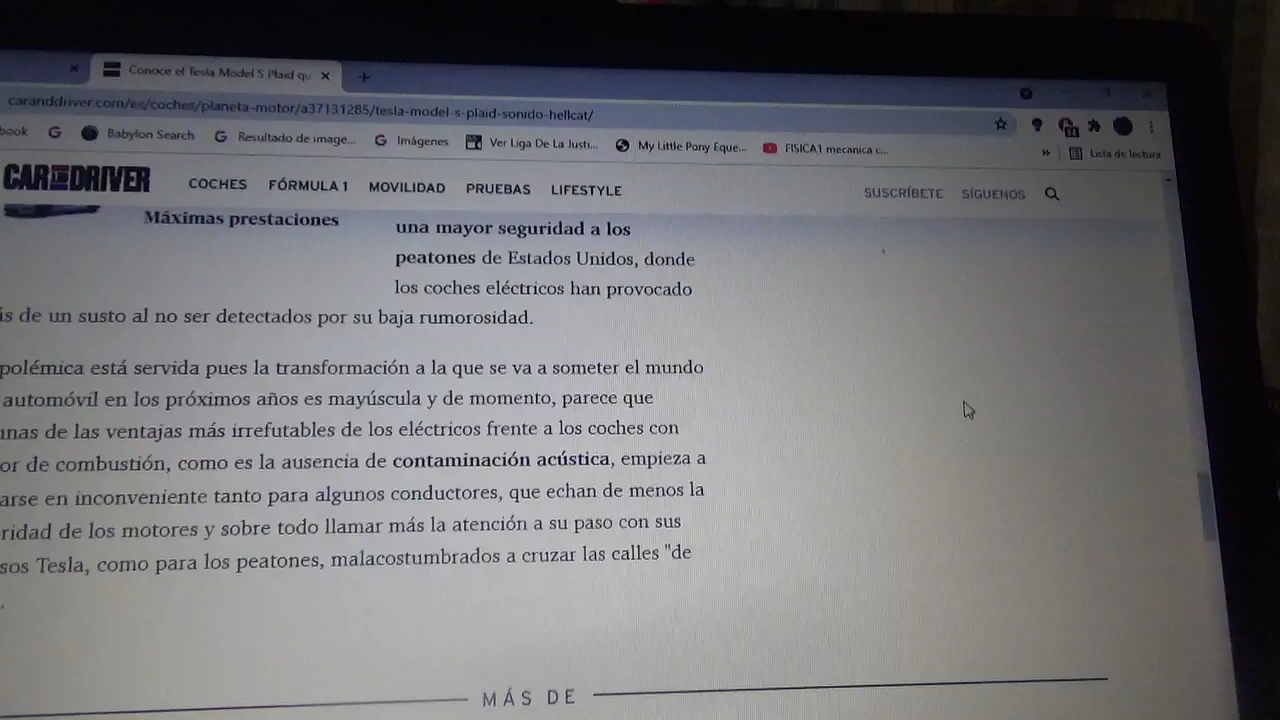 Conoce el Tesla Model S Plaid qu
caranddriver.com/es/coches/planeta-motor/a37131285/tesla-model-s-plaid-sonido-hellcat/
book Babylon Search Resultado de image... Imágenes Ver Liga De La Justi... My Little Pony Eque... FISICA1 mecanica c... » Lista de lectura
CAR AND DRIVER COCHES FÓRMULA 1 MOVILIDAD PRUEBAS LIFESTYLE SUSCRÍBETE SÍGUENOS
Máximas prestaciones
una mayor seguridad a los
peatones de Estados Unidos, donde
los coches eléctricos han provocado
ás de un susto al no ser detectados por su baja rumorosidad.
polémica está servida pues la transformación a la que se va a someter el mundo
automóvil en los próximos años es mayúscula y de momento, parece que
unas de las ventajas más irrefutables de los eléctricos frente a los coches con
or de combustión, como es la ausencia de contaminación acústica, empieza a
arse en inconveniente tanto para algunos conductores, que echan de menos la
ridad de los motores y sobre todo llamar más la atención a su paso con sus
sos Tesla, como para los peatones, malacostumbrados a cruzar las calles "de
.
MÁS DE